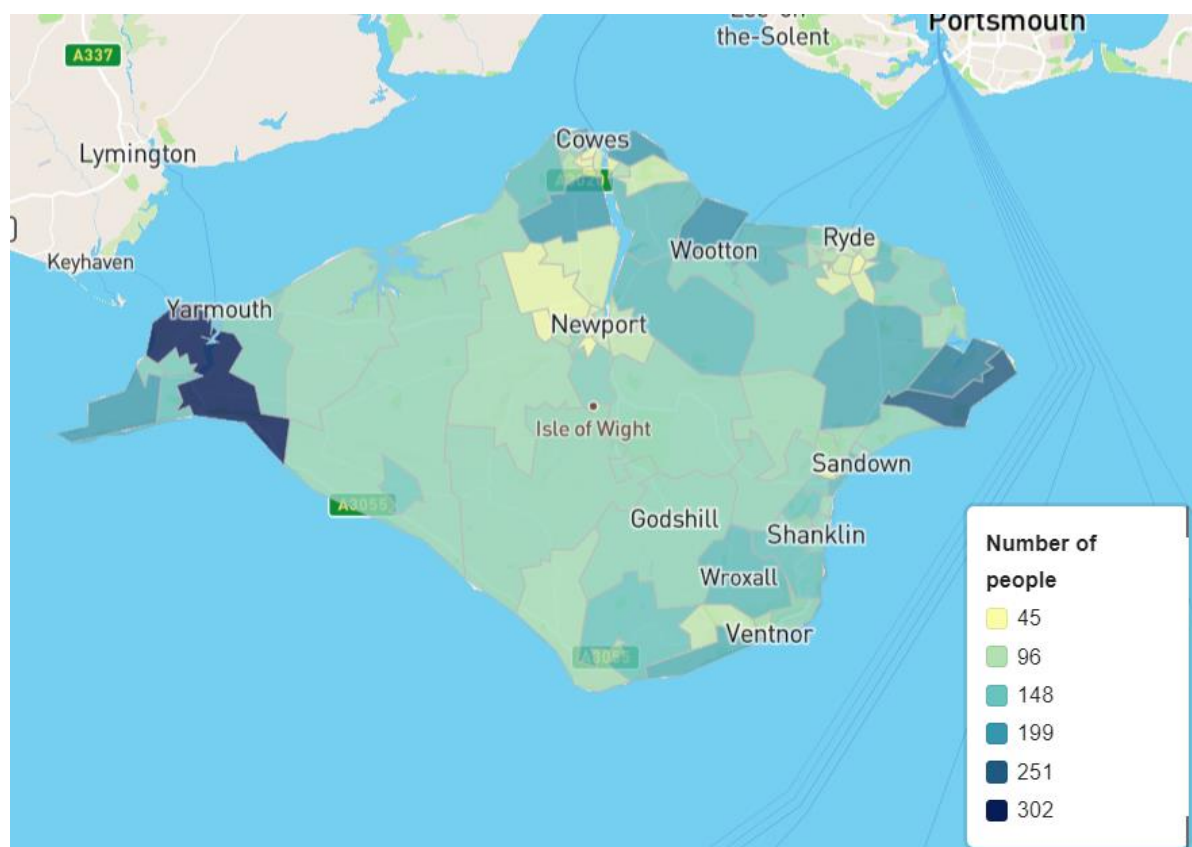 Portsmouth
the-Solent
A337
Lymington
Cowes
Keyhaven
Wootton
Ryde
Yarmouth
Newport
Isle of Wight
Sandown
A3055
Godshill
Shanklin
Wroxall
Ventnor
A3055
Number of
people
45
96
148
199
251
302